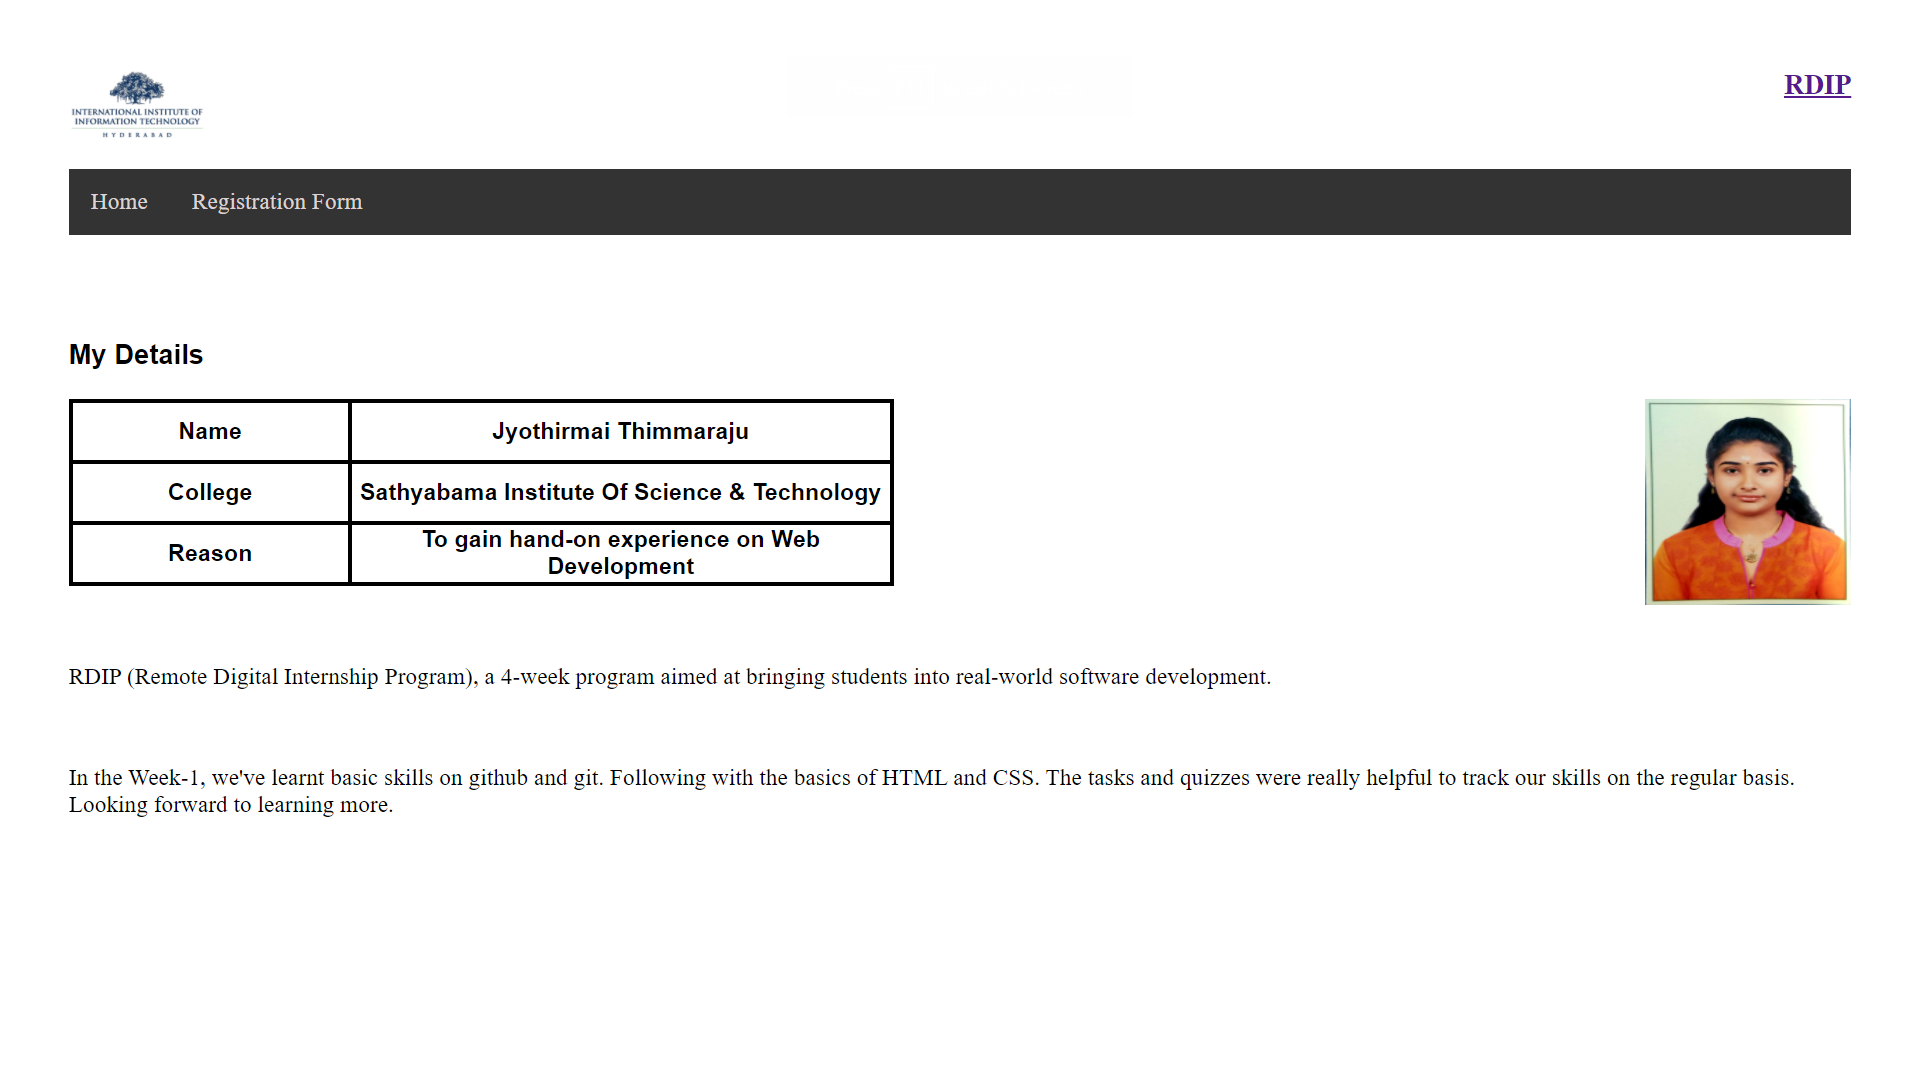 INTERNATIONAL INSTITUTE OF
INFORMATION TECHNOLOGY
HYDERABAD
RDIP
Home Registration Form
My Details
Name Jyothirmai Thimmaraju
College Sathyabama Institute Of Science & Technology
Reason To gain hand-on experience on Web
Development
RDIP (Remote Digital Internship Program), a 4-week program aimed at bringing students into real-world software development.
In the Week-1, we've learnt basic skills on github and git. Following with the basics of HTML and CSS. The tasks and quizzes were really helpful to track our skills on the regular basis.
Looking forward to learning more.